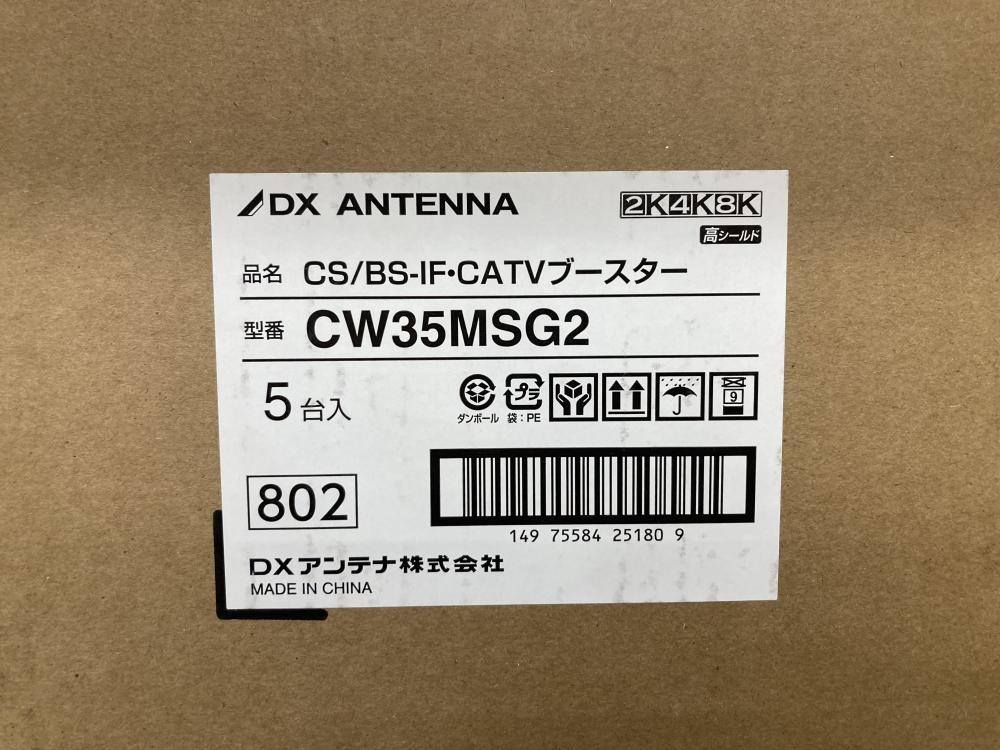 DX ANTENNA 2K4K8K
高シールド
品名 CS/BS-IF・CATVブースター
型番 CW35MSG2
5台入
プラ
9
ダンボール 袋：PE
802
149 75584 25180 9
DXアンテナ株式会社
MADE IN CHINA